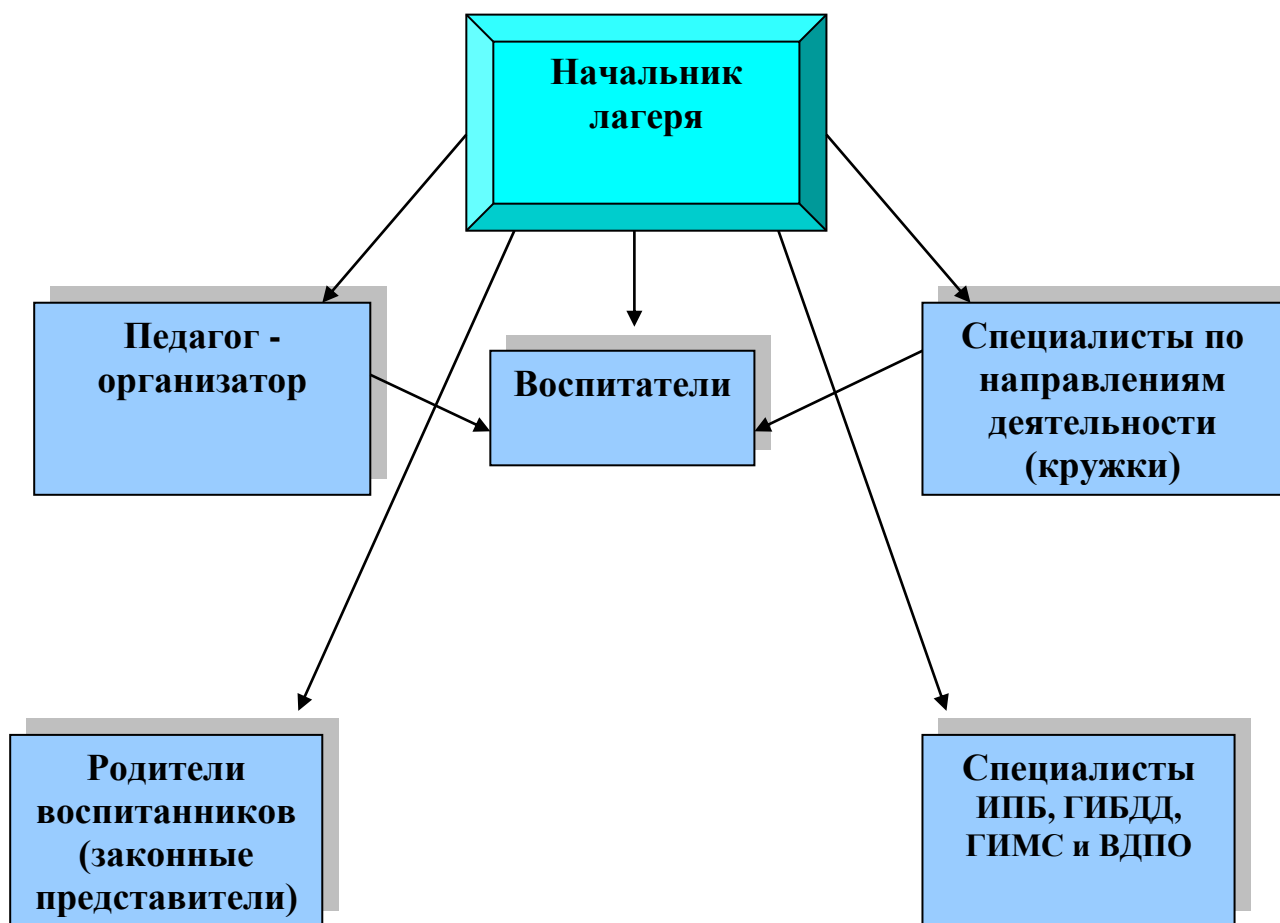 Начальник
лагеря
Педагог -
организатор
Воспитатели
Специалисты по
направлениям
деятельности
(кружки)
Родители
воспитанников
(законные
представители)
Специалисты
ИПБ, ГИБДД,
ГИМС и ВДПО